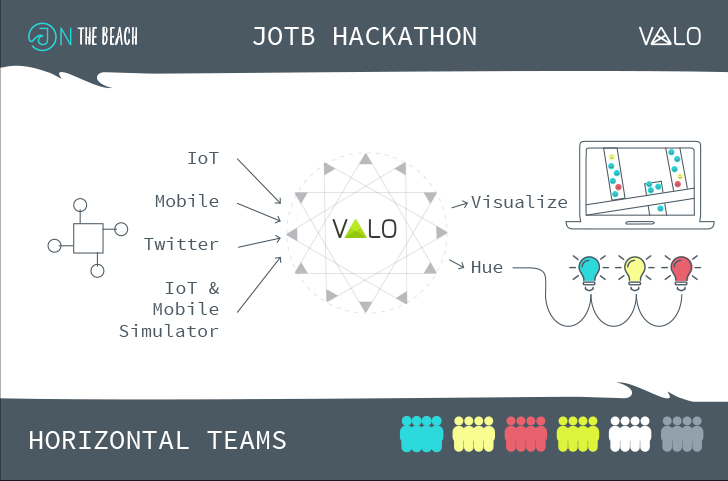 JN THE BEACH
JOTB HACKATHON
VALO
IoT
Mobile
Twitter
IoT &
Mobile
Simulator
VALO
Visualize
Hue
HORIZONTAL TEAMS